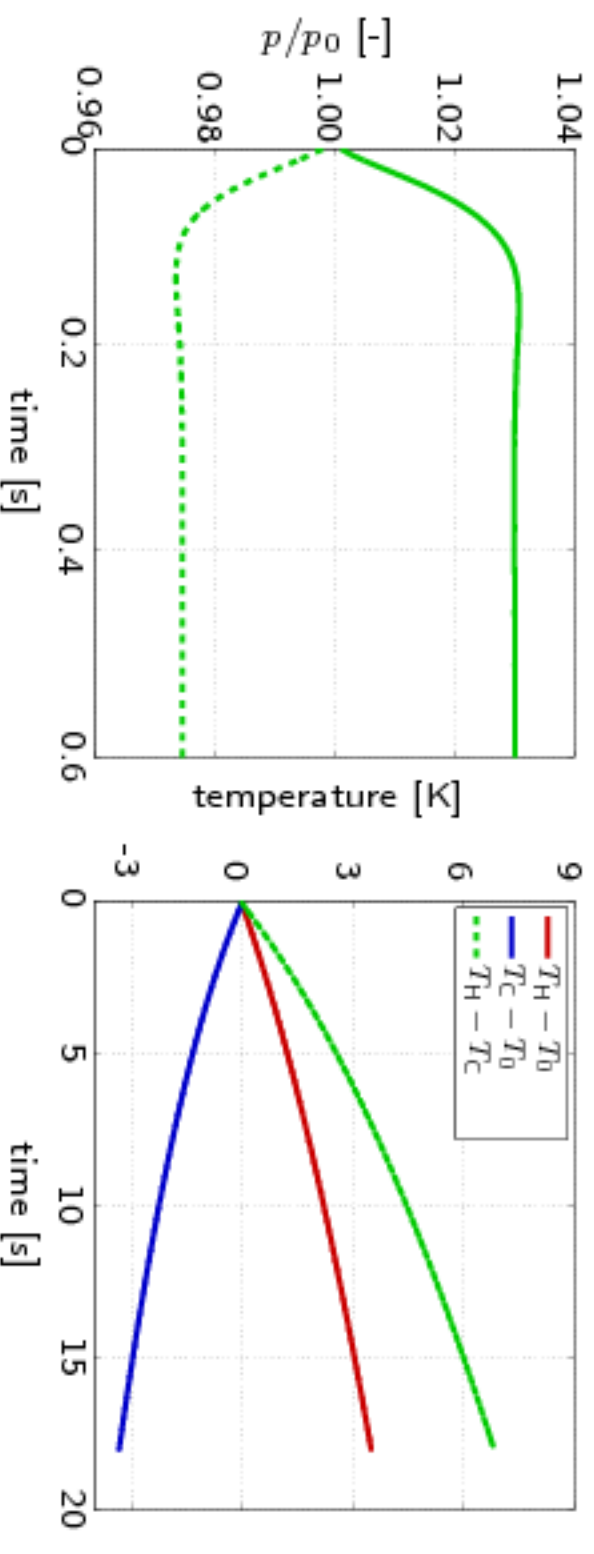 p/p₀ [-]
1.04
1.02
1.00
0.98
0.96
0
0.2
0.4
0.6
time [s]
temperature [K]
9
6
3
0
-3
0
5
10
15
20
time [s]
T_H − T_0
T_C − T_0
T_H − T_C